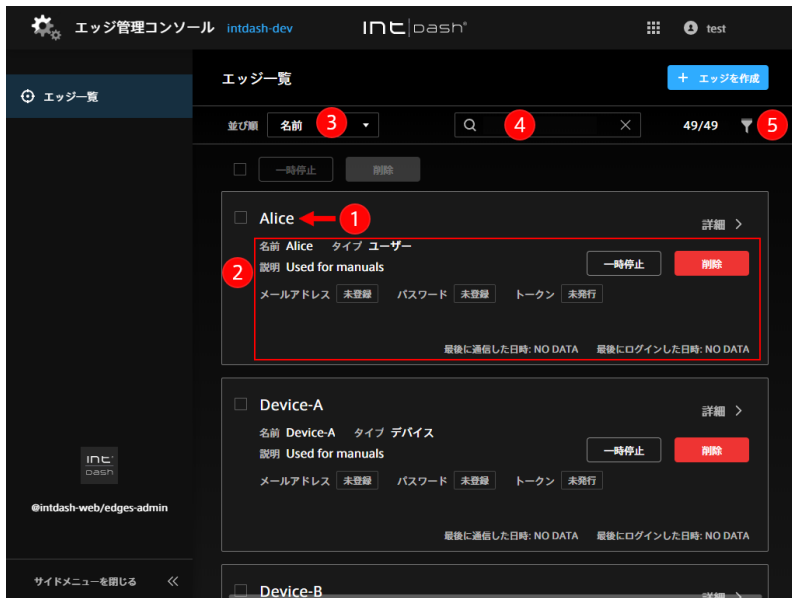 エッジ管理コンソール intdash-dev INT|DASH® test
エッジ一覧
エッジ一覧 + エッジを作成
並び順 名前 3 4 49/49 5
一時停止 削除
Alice 1 詳細
名前 Alice タイプ ユーザー
2 説明 Used for manuals 一時停止 削除
メールアドレス 未登録 パスワード 未登録 トークン 未発行
最後に通信した日時: NO DATA 最後にログインした日時: NO DATA
Device-A 詳細
名前 Device-A タイプ デバイス
説明 Used for manuals 一時停止 削除
メールアドレス 未登録 パスワード 未登録 トークン 未発行
最後に通信した日時: NO DATA 最後にログインした日時: NO DATA
INT
DASH
@intdash-web/edges-admin
サイドメニューを閉じる
Device-B 詳細